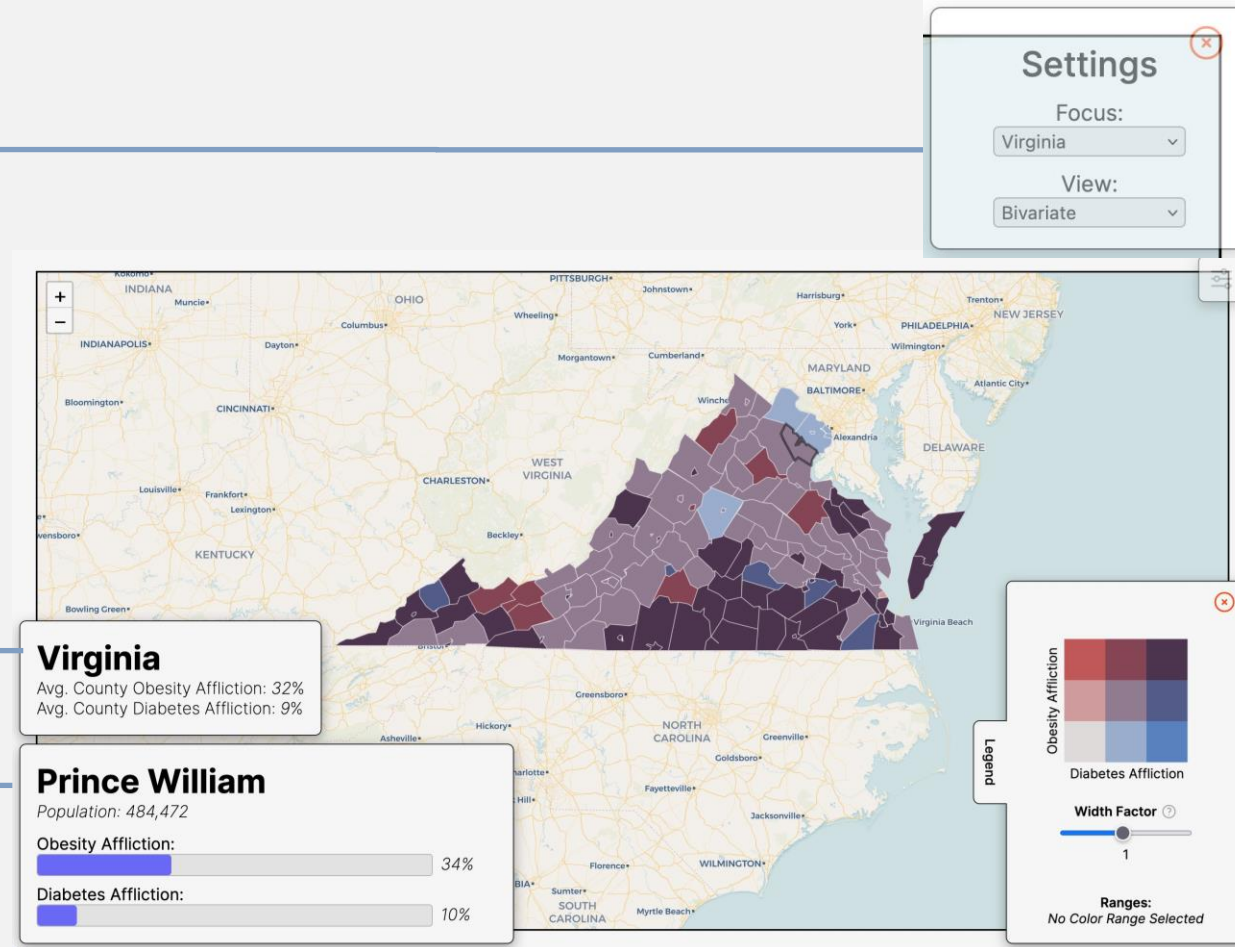 Settings
Focus:
Virginia
View:
Bivariate
+
−
Kokomo
INDIANA
Muncie
OHIO
PITTSBURGH
Johnstown
Harrisburg
Trenton
NEW JERSEY
Columbus
Wheeling
York
PHILADELPHIA
INDIANAPOLIS
Dayton
Wilmington
Morgantown
Cumberland
MARYLAND
Atlantic City
BALTIMORE
Bloomington
CINCINNATI
Winche
Alexandria
DELAWARE
WEST
VIRGINIA
CHARLESTON
Louisville
Frankfort
Lexington
vensboro
Beckley
KENTUCKY
Bowling Green
Virginia Beach
Bristol
Virginia
Avg. County Obesity Affliction: 32%
Avg. County Diabetes Affliction: 9%
Greensboro
Hickory
NORTH
CAROLINA
Asheville
Greenville
Goldsboro
harlotte
Hill
Fayetteville
Jacksonville
Florence
WILMINGTON
BIA
Sumter
SOUTH
CAROLINA
Myrtle Beach
Prince William
Population: 484,472
Obesity Affliction:
34%
Diabetes Affliction:
10%
Legend
Obesity Affliction
Diabetes Affliction
Width Factor ?
1
Ranges:
No Color Range Selected